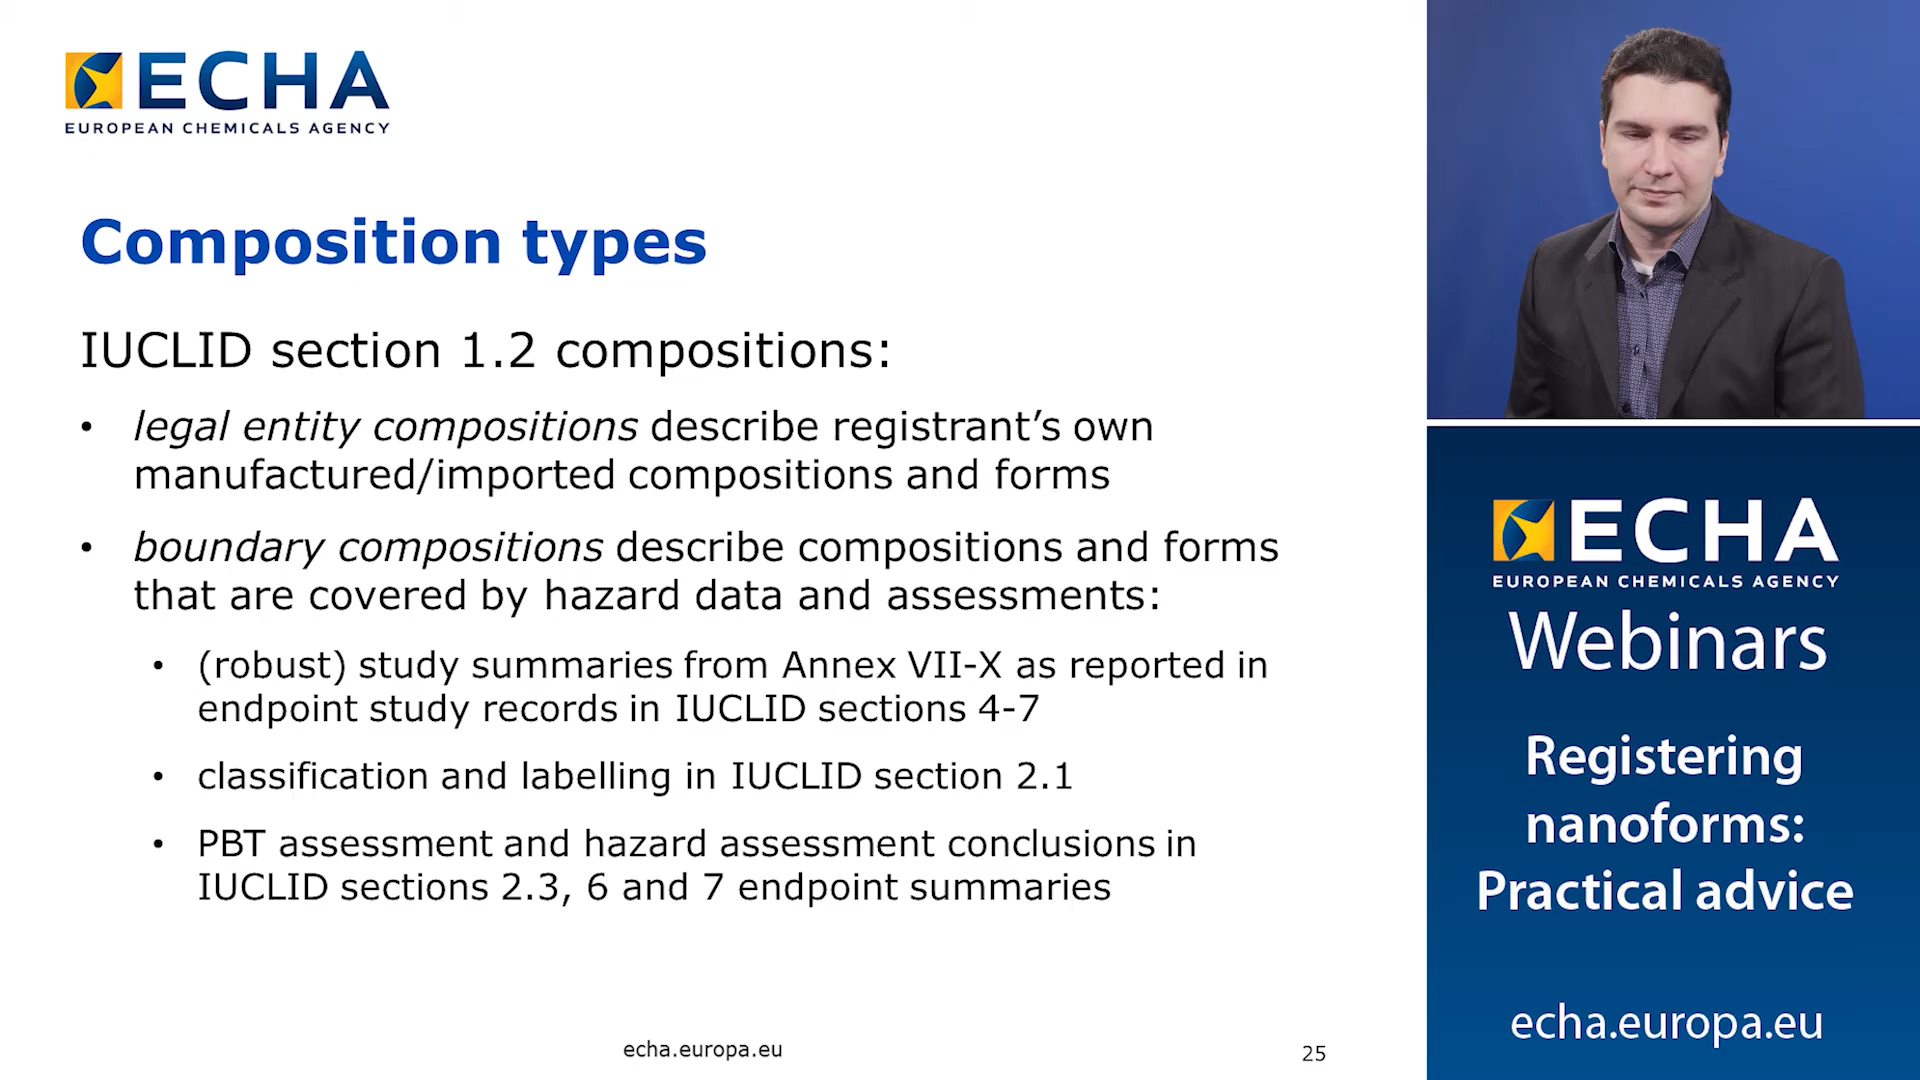 ECHA
EUROPEAN CHEMICALS AGENCY
Composition types
IUCLID section 1.2 compositions:
• legal entity compositions describe registrant’s own
manufactured/imported compositions and forms
• boundary compositions describe compositions and forms
that are covered by hazard data and assessments:
• (robust) study summaries from Annex VII-X as reported in
endpoint study records in IUCLID sections 4-7
• classification and labelling in IUCLID section 2.1
• PBT assessment and hazard assessment conclusions in
IUCLID sections 2.3, 6 and 7 endpoint summaries
echa.europa.eu
25
ECHA
EUROPEAN CHEMICALS AGENCY
Webinars
Registering
nanoforms:
Practical advice
echa.europa.eu